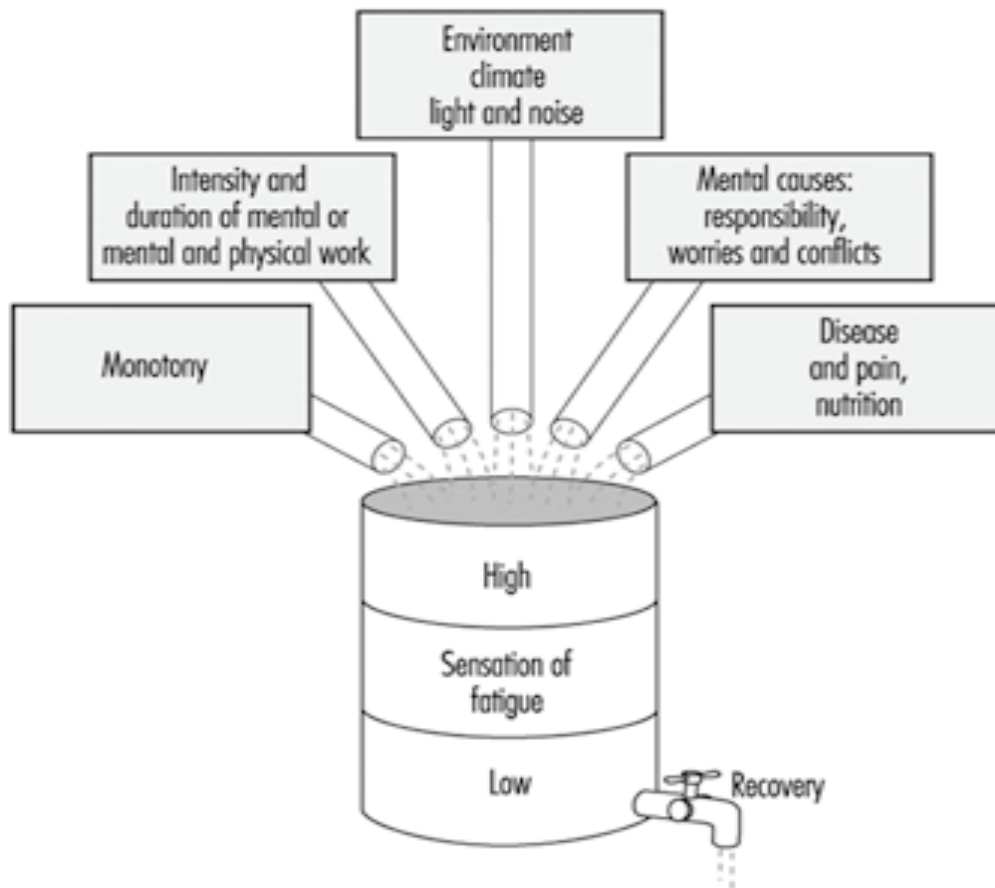 Environment
climate
light and noise
Intensity and
duration of mental or
mental and physical work
Mental causes:
responsibility,
worries and conflicts
Monotony
Disease
and pain,
nutrition
High
Sensation of
fatigue
Low
Recovery